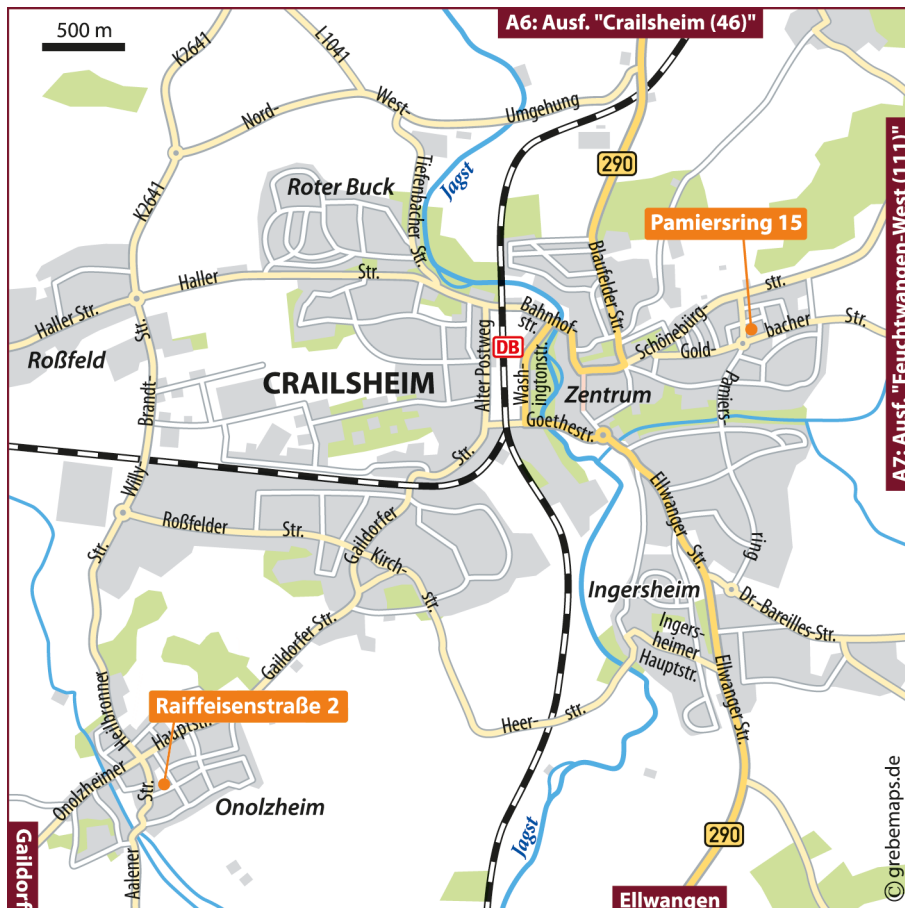 500 m
A6: Ausf. "Crailsheim (46)"
K2641
L1041
Nord-
West-
Umgehung
290
A7: Ausf. "Feuchtwangen-West (111)"
Jagst
Roter Buck
Tiefenbacher Str.
Pamiersring 15
K2641
Blaufelder Str.
Haller
Str.
Haller Str.
Str.
Bahnhof-
str.
Schönebürg-
str.
Gold-
bacher
Str.
Roßfeld
DB
Alter Postweg
Wash-
ingtonstr.
CRAILSHEIM
Zentrum
Pamiers
Brandt-
Goethestr.
Str.
Willy
Ellwanger Str.
Roßfelder
Str.
Gaildorfer
Kirch-
str.
ring
Str.
Ingersheim
Dr.-Bareilles-Str.
Gaildorfer Str.
Ingers-
heimer
Hauptstr.
Heilbronner
Raiffeisenstraße 2
Heer-
str.
Ellwanger Str.
Hauptstr.
Onolzheimer
Str.
Onolzheim
Aalener
Jagst
290
Gaildorf
Ellwangen
© grebemaps.de